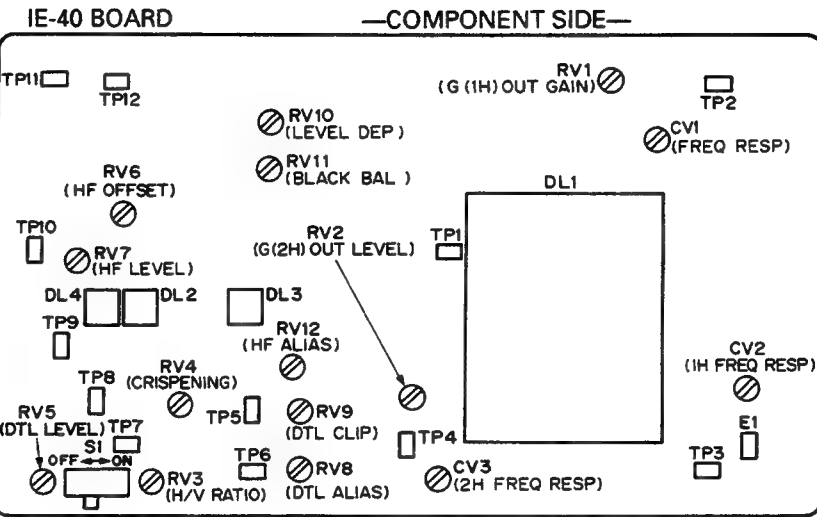 IE-40 BOARD
—COMPONENT SIDE—
TP11
TP12
RV1
(G (1H) OUT GAIN)
TP2
RV10
(LEVEL DEP)
CV1
(FREQ RESP)
RV11
(BLACK BAL )
RV6
(HF OFFSET)
DL1
TP10
RV7
(HF LEVEL)
RV2
(G(2H) OUT LEVEL)
TP1
DL4
DL2
DL3
TP9
RV12
(HF ALIAS)
CV2
(1H FREQ RESP)
RV4
(CRISPENING)
TP8
RV5
(DTL LEVEL)
TP7
TP5
RV9
(DTL CLIP)
TP4
E1
S1
OFF ↔ ON
RV3
(H/V RATIO)
TP6
RV8
(DTL ALIAS)
CV3
(2H FREQ RESP)
TP3